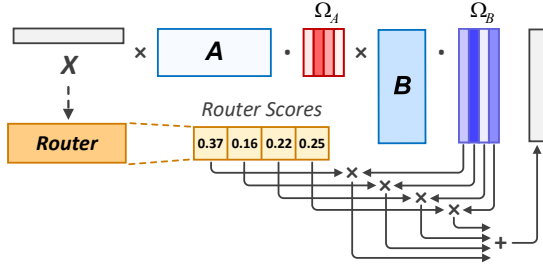 Ω_A
Ω_B
× A · × B ·
X
Router Scores
Router
0.37 0.16 0.22 0.25
×
×
×
×
+